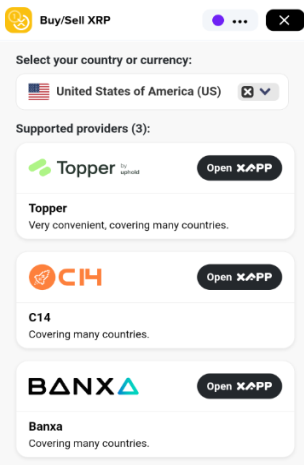 Buy/Sell XRP
Select your country or currency:
United States of America (US)
Supported providers (3):
Topper by uphold
Open XAPP
Topper
Very convenient, covering many countries.
C14
Open XAPP
C14
Covering many countries.
BANXA
Open XAPP
Banxa
Covering many countries.